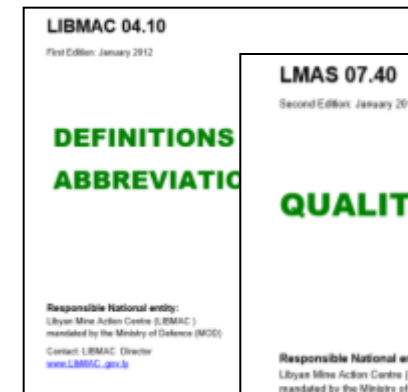 LIBMAC 04.10
First Edition: January 2012
DEFINITIONS
ABBREVIATIO
Responsible National entity:
Libyan Mine Action Centre (LIBMAC )
mandated by the Ministry of Defence (MOD)
Contact: LIBMAC Director
www.LIBMAC.gov.ly
LMAS 07.40
Second Edition: January 20
QUALIT
Responsible National e
Libyan Mine Action Centre (
mandated by the Ministry of